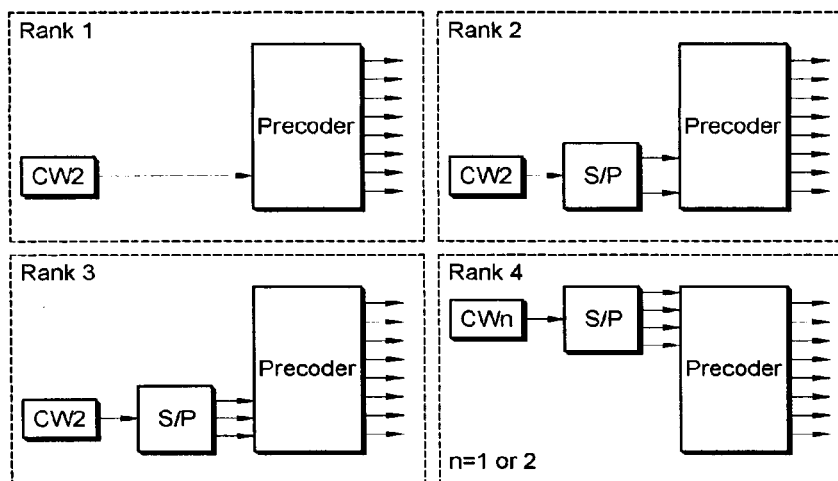 Rank 1
Precoder
CW2
Rank 2
Precoder
CW2
S/P
Rank 3
Precoder
CW2
S/P
Rank 4
CWn
S/P
Precoder
n=1 or 2